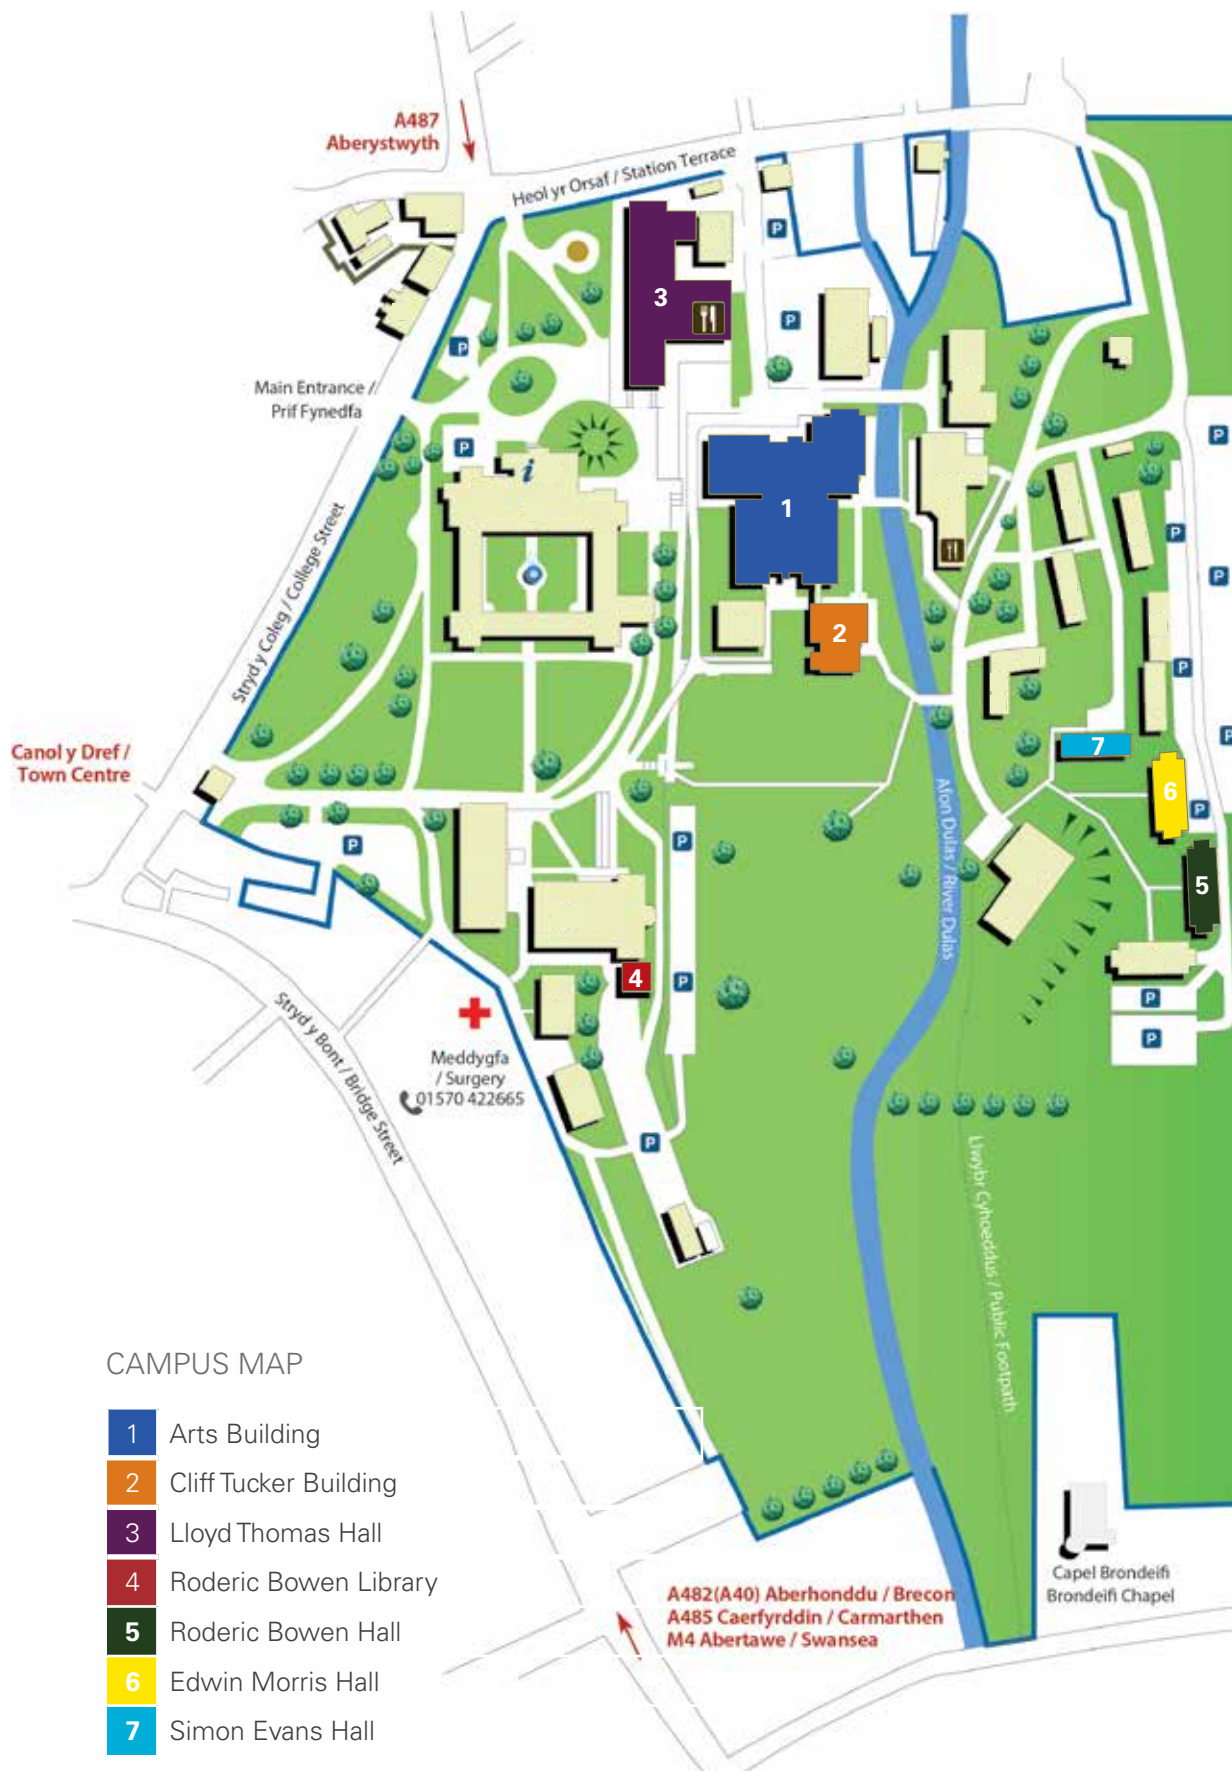 A487
Aberystwyth
Heol yr Orsaf / Station Terrace
P
P
3
P
Main Entrance /
Prif Fynedfa
P
P
P
i
1
P
P
2
Stryd y Coleg / College Street
P
P
7
Canol y Dref /
Town Centre
6
P
P
P
5
Afon Dulas / River Dulas
4
P
P
P
Stryd y Bont / Bridge Street
Meddygfa
/ Surgery
01570 422665
P
Llwybr Cyhoeddus / Public Footpath
CAMPUS MAP
1 Arts Building
2 Cliff Tucker Building
3 Lloyd Thomas Hall
4 Roderic Bowen Library
5 Roderic Bowen Hall
6 Edwin Morris Hall
7 Simon Evans Hall
Capel Brondeifi
Brondeifi Chapel
A482(A40) Aberhonddu / Brecon
A485 Caerfyrddin / Carmarthen
M4 Abertawe / Swansea